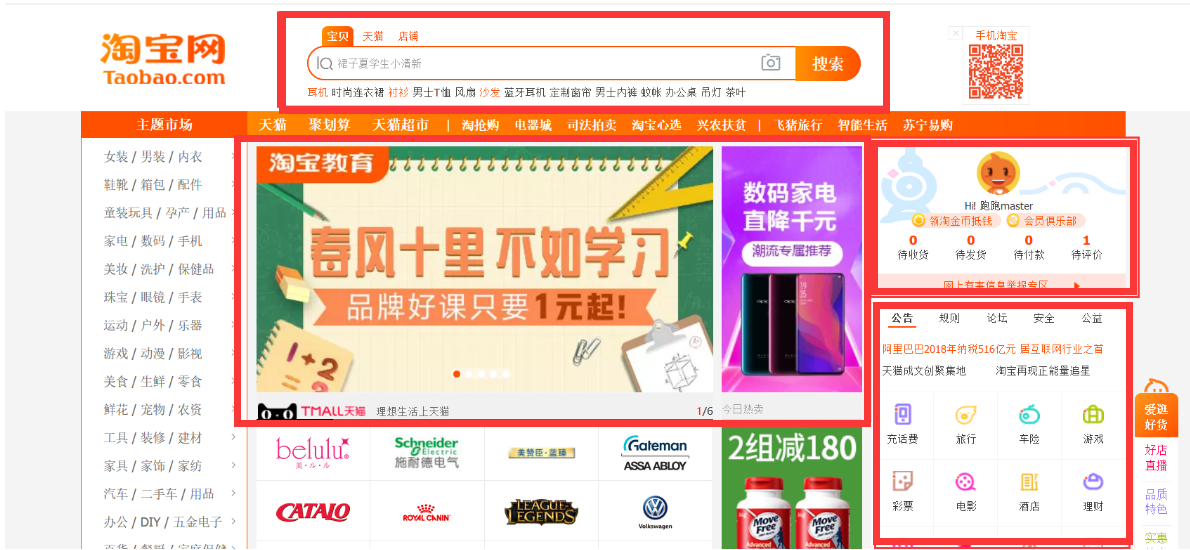 淘宝网
Taobao.com
宝贝 天猫 店铺
裙子夏学生小清新
搜索
耳机 时尚连衣裙 衬衫 男士T恤 风扇 沙发 蓝牙耳机 定制窗帘 男士内裤 蚊帐 办公桌 吊灯 茶叶
手机淘宝
主题市场
天猫 聚划算 天猫超市 | 淘抢购 电器城 司法拍卖 淘宝心选 兴农扶贫 | 飞猪旅行 智能生活 苏宁易购
女装 / 男装 / 内衣
鞋靴 / 箱包 / 配件
童装玩具 / 孕产 / 用品
家电 / 数码 / 手机
美妆 / 洗护 / 保健品
珠宝 / 眼镜 / 手表
运动 / 户外 / 乐器
游戏 / 动漫 / 影视
美食 / 生鲜 / 零食
鲜花 / 宠物 / 农资
工具 / 装修 / 建材
家具 / 家饰 / 家纺
汽车 / 二手车 / 用品
办公 / DIY / 五金电子
淘宝教育
春风十里 不如学习
品牌好课只要1元起!
TMALL天猫 理想生活上天猫
1/6
数码家电
直降千元
潮流专属推荐
今日热卖
belulu
美·ル·ル
Schneider
Electric
施耐德电气
美赞臣·蓝臻
Gateman
ASSA ABLOY
CATALO
ROYAL CANIN
LEAGUE of LEGENDS
Volkswagen
2组减180
Move Free
Advanced
Move Free
Advanced
Hi! 跑跑master
领淘金币抵钱 会员俱乐部
0 0 0 1
待收货 待发货 待付款 待评价
网上有害信息举报专区
公告 规则 论坛 安全 公益
阿里巴巴2018年纳税516亿元 居互联网行业之首
天猫成文创聚集地 淘宝再现正能量追星
充话费 旅行 车险 游戏
彩票 电影 酒店 理财
爱逛
好货
好店
直播
品质
特色
实惠